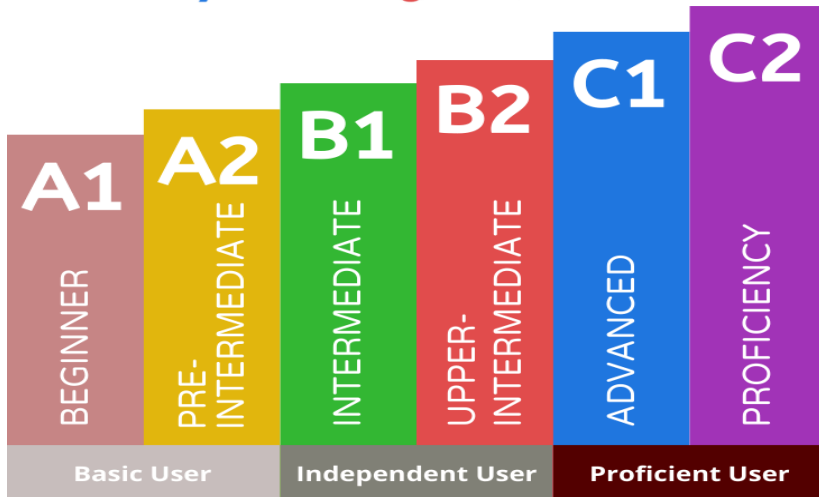 A1
BEGINNER
A2
PRE-
INTERMEDIATE
B1
INTERMEDIATE
B2
UPPER-
INTERMEDIATE
C1
ADVANCED
C2
PROFICIENCY
Basic User
Independent User
Proficient User